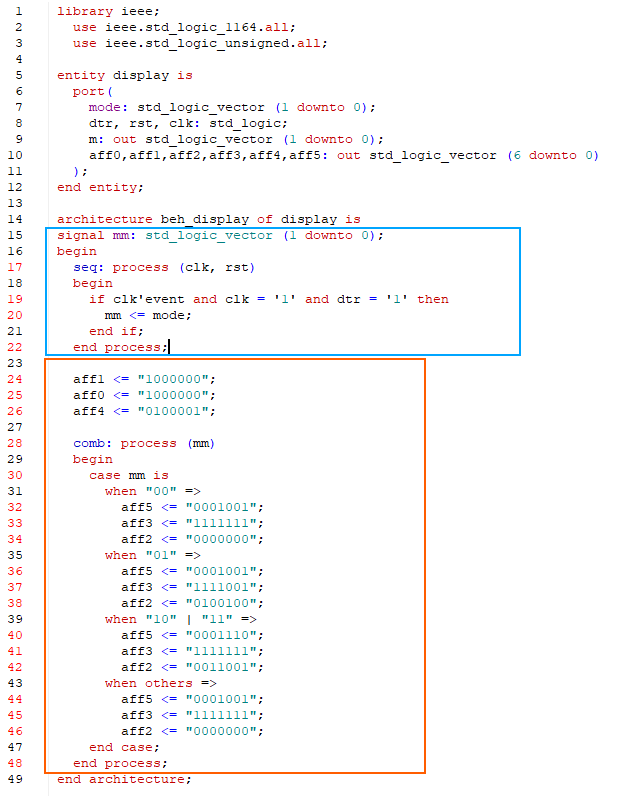 1 library ieee;
2 use ieee.std_logic_1164.all;
3 use ieee.std_logic_unsigned.all;
4
5 entity display is
6 port(
7 mode: std_logic_vector (1 downto 0);
8 dtr, rst, clk: std_logic;
9 m: out std_logic_vector (1 downto 0);
10 aff0,aff1,aff2,aff3,aff4,aff5: out std_logic_vector (6 downto 0)
11 );
12 end entity;
13
14 architecture beh_display of display is
15 signal mm: std_logic_vector (1 downto 0);
16 begin
17 seq: process (clk, rst)
18 begin
19 if clk'event and clk = '1' and dtr = '1' then
20 mm <= mode;
21 end if;
22 end process;
23
24 aff1 <= "1000000";
25 aff0 <= "1000000";
26 aff4 <= "0100001";
27
28 comb: process (mm)
29 begin
30 case mm is
31 when "00" =>
32 aff5 <= "0001001";
33 aff3 <= "1111111";
34 aff2 <= "0000000";
35 when "01" =>
36 aff5 <= "0001001";
37 aff3 <= "1111001";
38 aff2 <= "0100100";
39 when "10" | "11" =>
40 aff5 <= "0001110";
41 aff3 <= "1111111";
42 aff2 <= "0011001";
43 when others =>
44 aff5 <= "0001001";
45 aff3 <= "1111111";
46 aff2 <= "0000000";
47 end case;
48 end process;
49 end architecture;